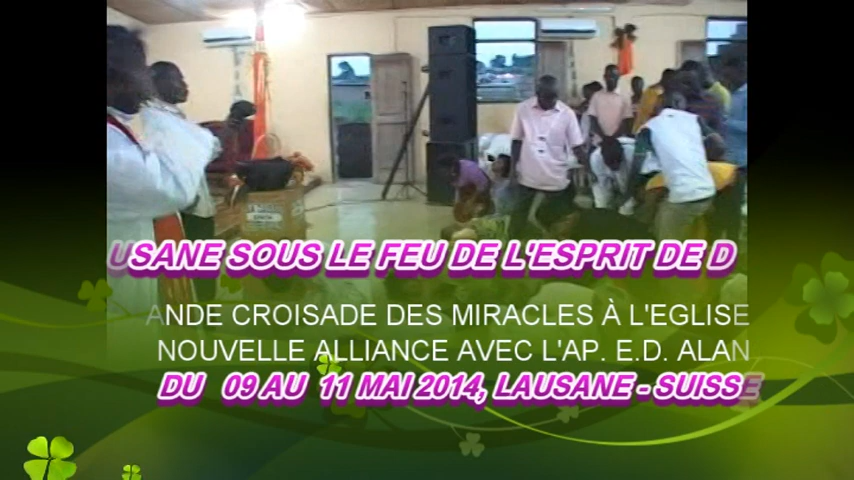 USANE SOUS LE FEU DE L'ESPRIT DE D
ANDE CROISADE DES MIRACLES À L'EGLISE
NOUVELLE ALLIANCE AVEC L'AP. E.D. ALAN
DU 09 AU 11 MAI 2014, LAUSANE - SUISSE